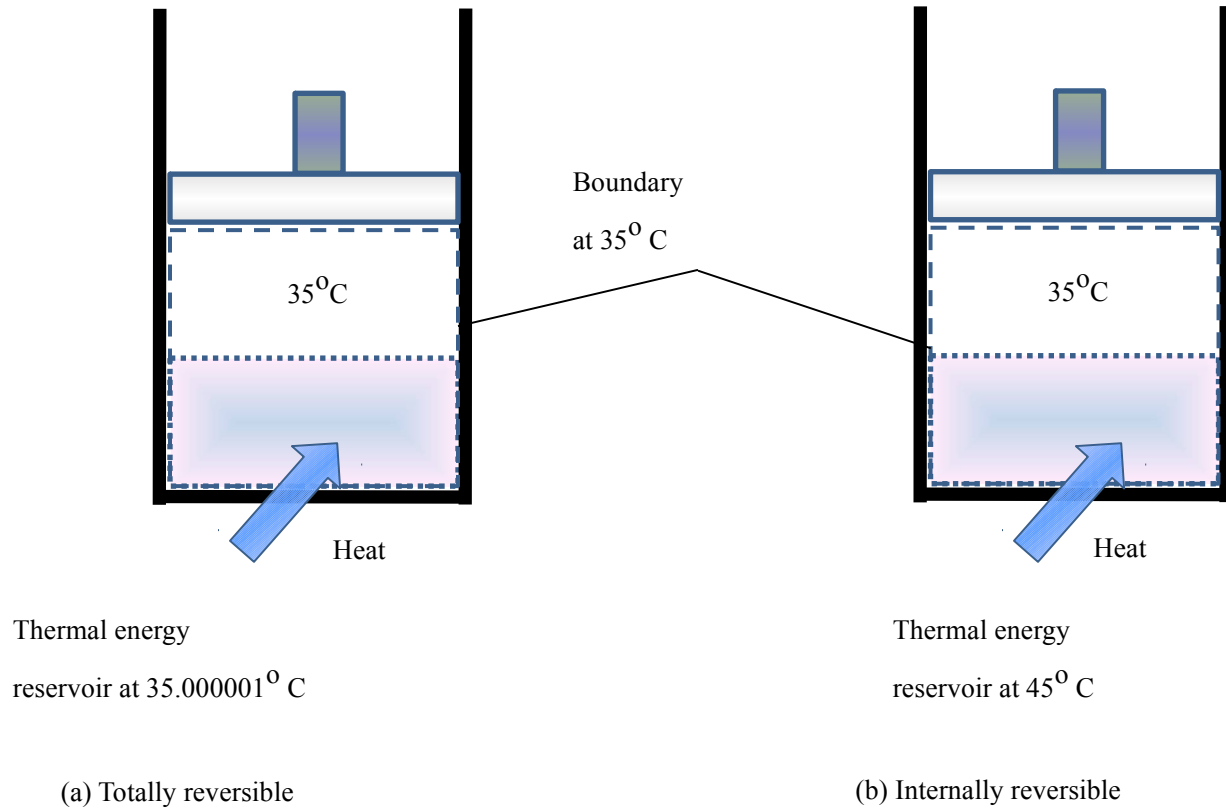 Boundary
at 35° C
35°C
35°C
Heat
Heat
Thermal energy
reservoir at 35.000001° C
Thermal energy
reservoir at 45° C
(a) Totally reversible
(b) Internally reversible